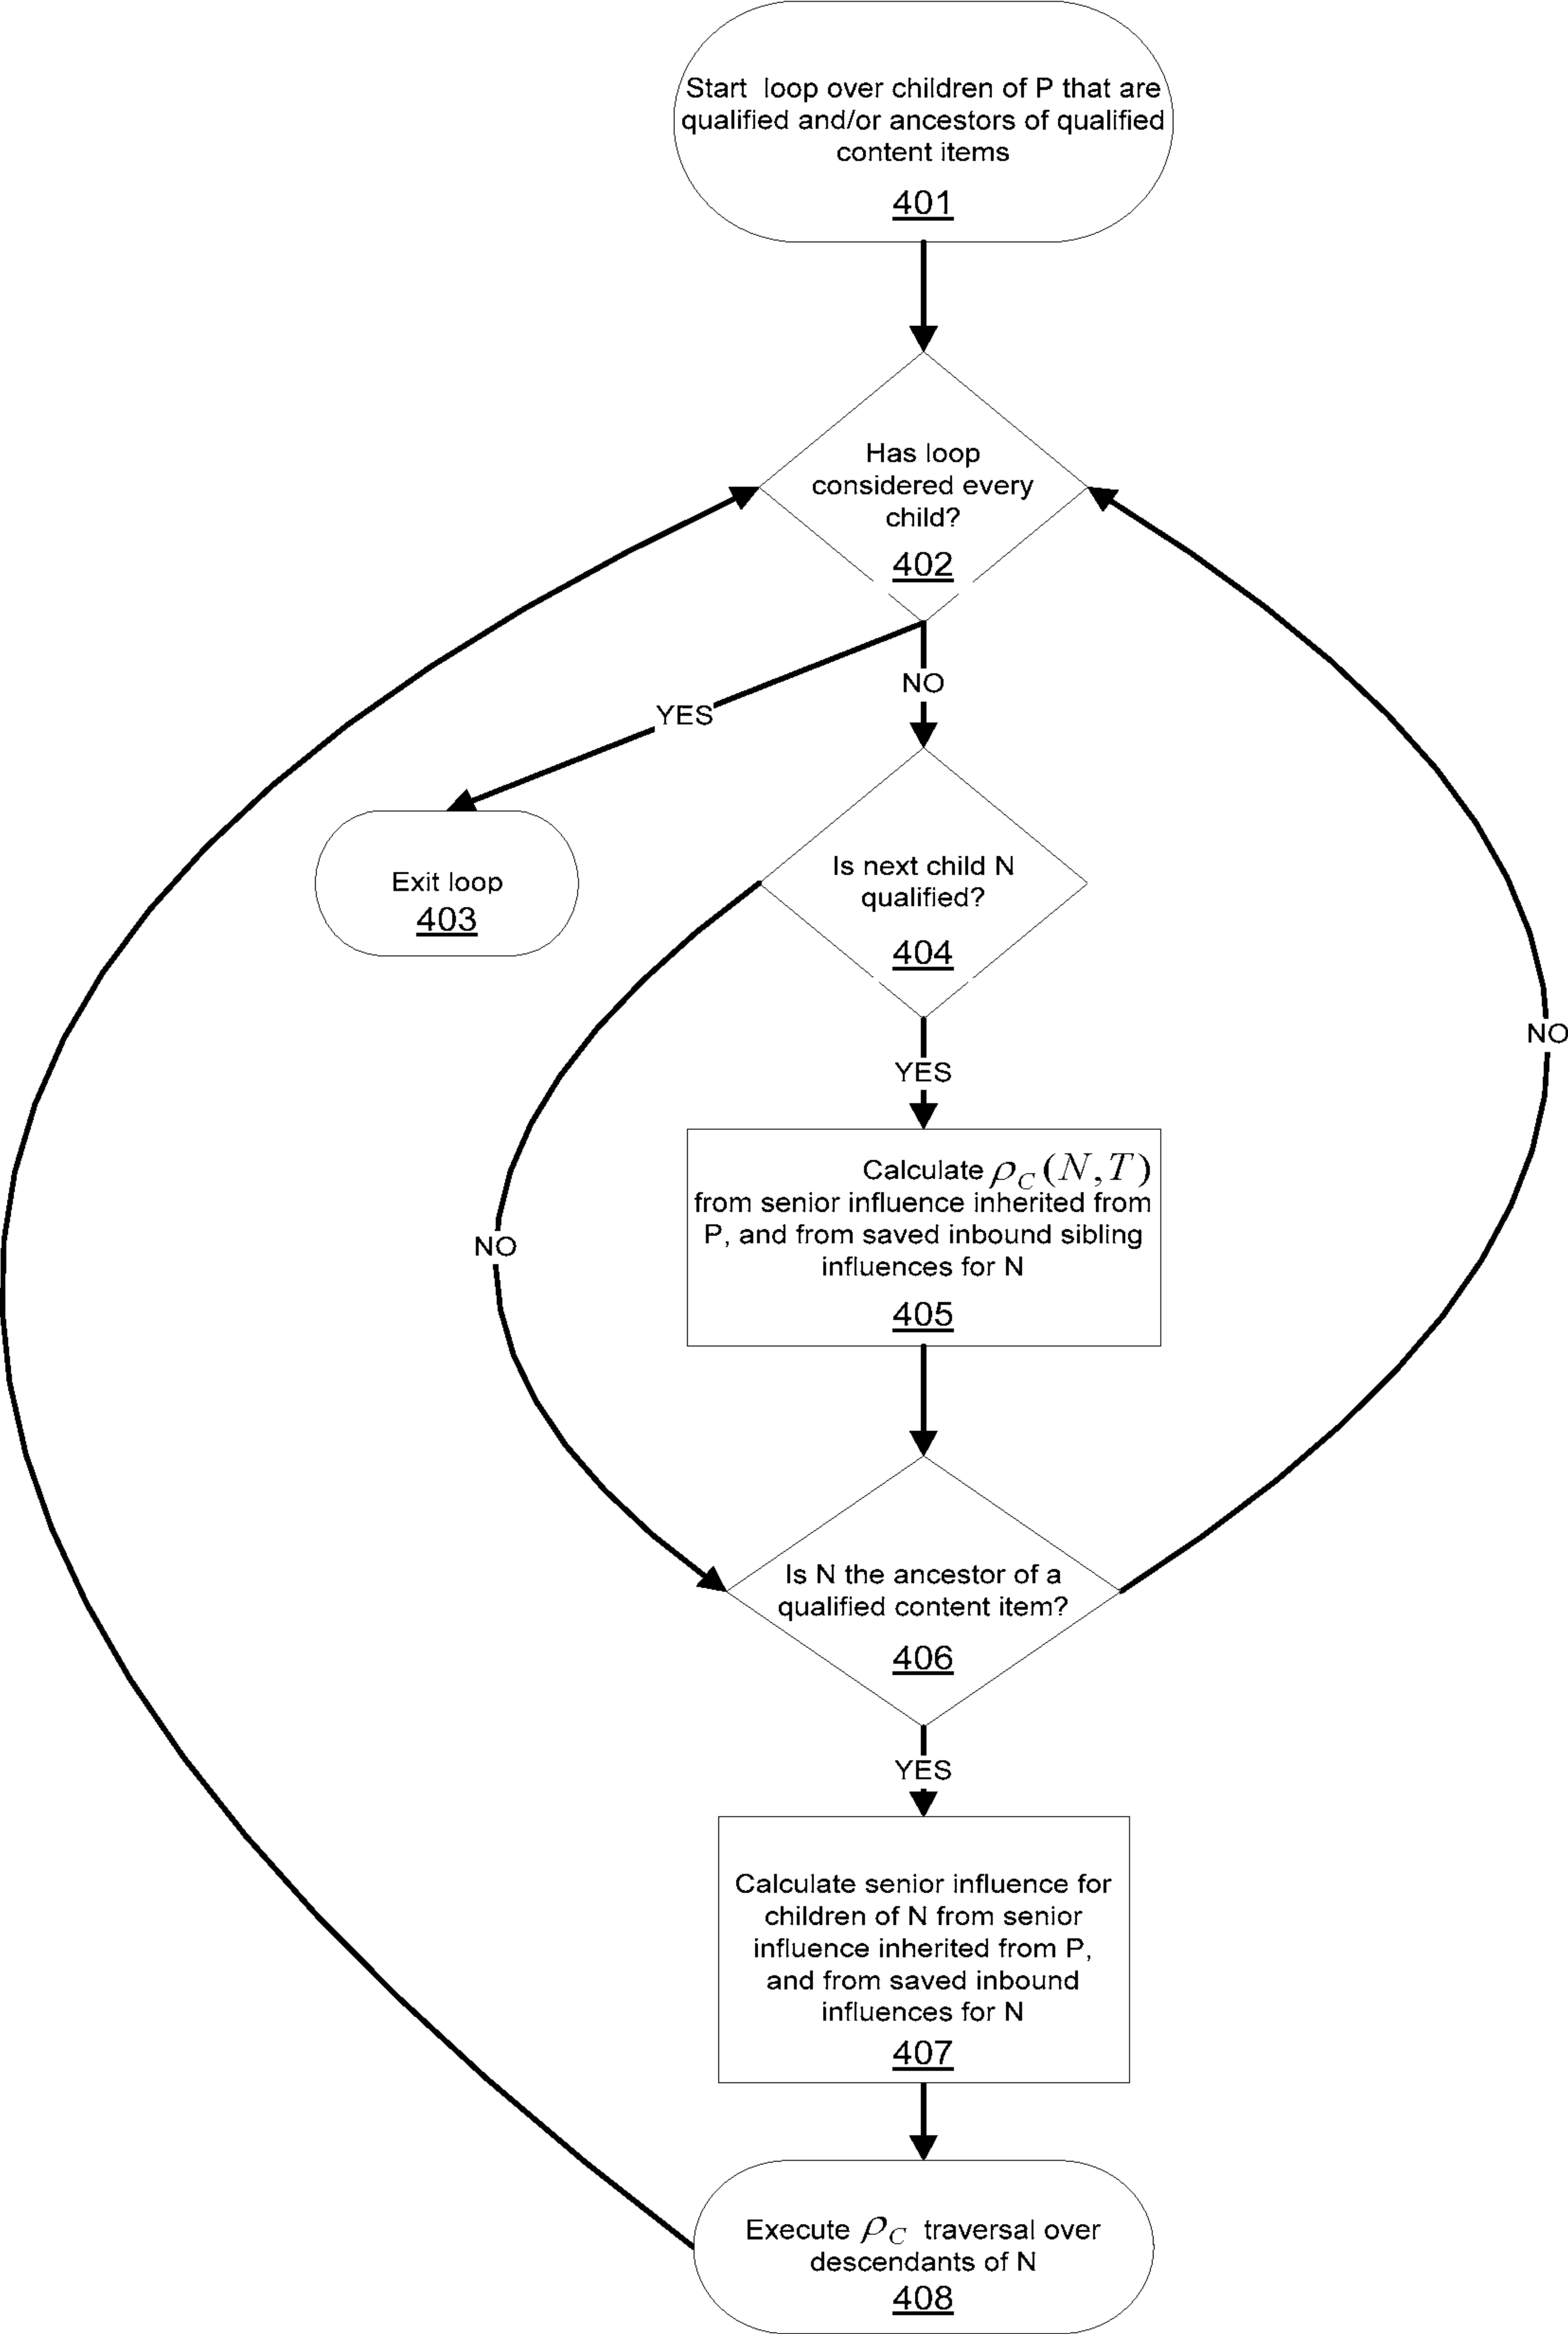 Start loop over children of P that are
qualified and/or ancestors of qualified
content items
401
Has loop
considered every
child?
402
NO
YES
Is next child N
qualified?
404
Exit loop
403
NO
YES
Calculate ρ_C(N,T)
from senior influence inherited from
P, and from saved inbound sibling
influences for N
405
NO
Is N the ancestor of a
qualified content item?
406
YES
Calculate senior influence for
children of N from senior
influence inherited from P,
and from saved inbound
influences for N
407
Execute ρ_C traversal over
descendants of N
408